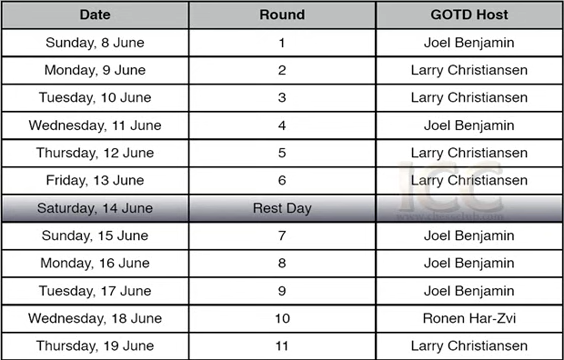 Date Round GOTD Host
Sunday, 8 June 1 Joel Benjamin
Monday, 9 June 2 Larry Christiansen
Tuesday, 10 June 3 Larry Christiansen
Wednesday, 11 June 4 Joel Benjamin
Thursday, 12 June 5 Larry Christiansen
Friday, 13 June 6 Larry Christiansen
ICC
Saturday, 14 June Rest Day
www.chessclub.com
Sunday, 15 June 7 Joel Benjamin
Monday, 16 June 8 Joel Benjamin
Tuesday, 17 June 9 Joel Benjamin
Wednesday, 18 June 10 Ronen Har-Zvi
Thursday, 19 June 11 Larry Christiansen